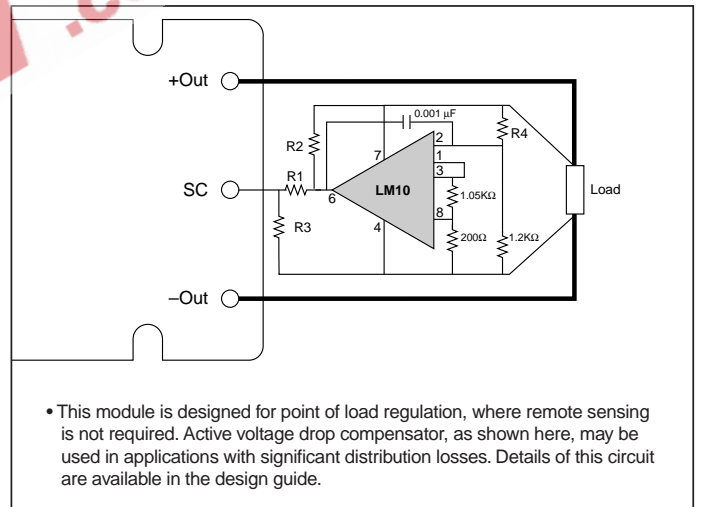 +Out
0.001 µF
R2
R4
7
2
1
3
R1
SC
6
LM10
Load
1.05KΩ
8
R3
4
200Ω
1.2KΩ
–Out
• This module is designed for point of load regulation, where remote sensing
is not required. Active voltage drop compensator, as shown here, may be
used in applications with significant distribution losses. Details of this circuit
are available in the design guide.